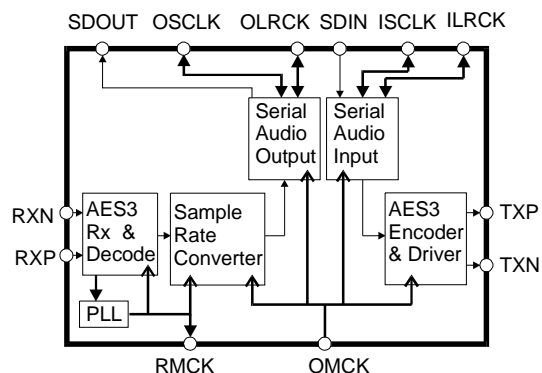 SDOUT OSCLK OLRCK SDIN ISCLK ILRCK
Serial
Audio
Output
Serial
Audio
Input
RXN
RXP
AES3
Rx &
Decode
Sample
Rate
Converter
AES3
Encoder
& Driver
TXP
TXN
PLL
RMCK OMCK